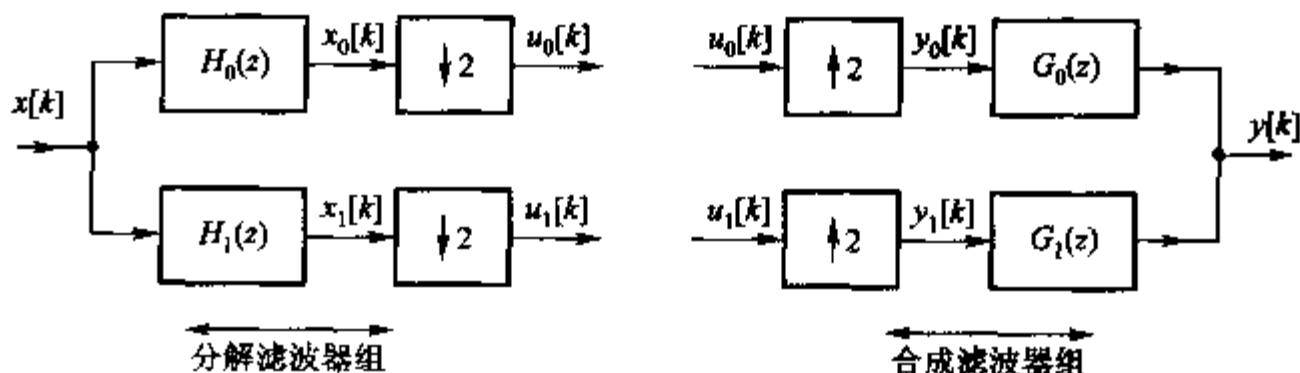 x[k]
H₀(z)
x₀[k]
↓2
u₀[k]
H₁(z)
x₁[k]
↓2
u₁[k]
分解滤波器组
u₀[k]
↑2
y₀[k]
G₀(z)
u₁[k]
↑2
y₁[k]
G₁(z)
y[k]
合成滤波器组